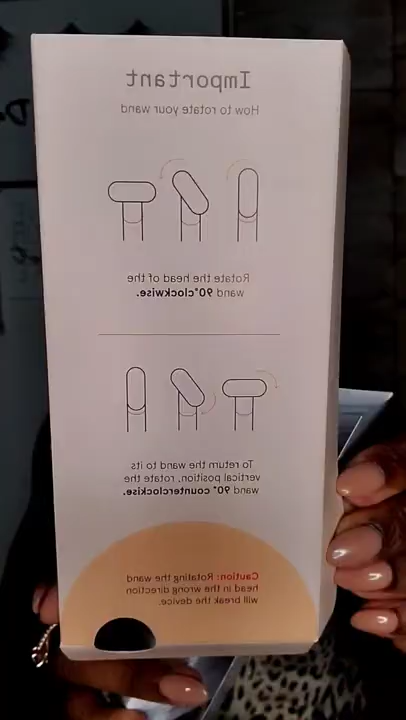 Important
How to rotate your wand
Rotate the head of the
wand 90°clockwise.
To return the wand to its
vertical position, rotate the
wand 90° counterclockise.
Caution: Rotating the wand
head in the wrong direction
will break the device.